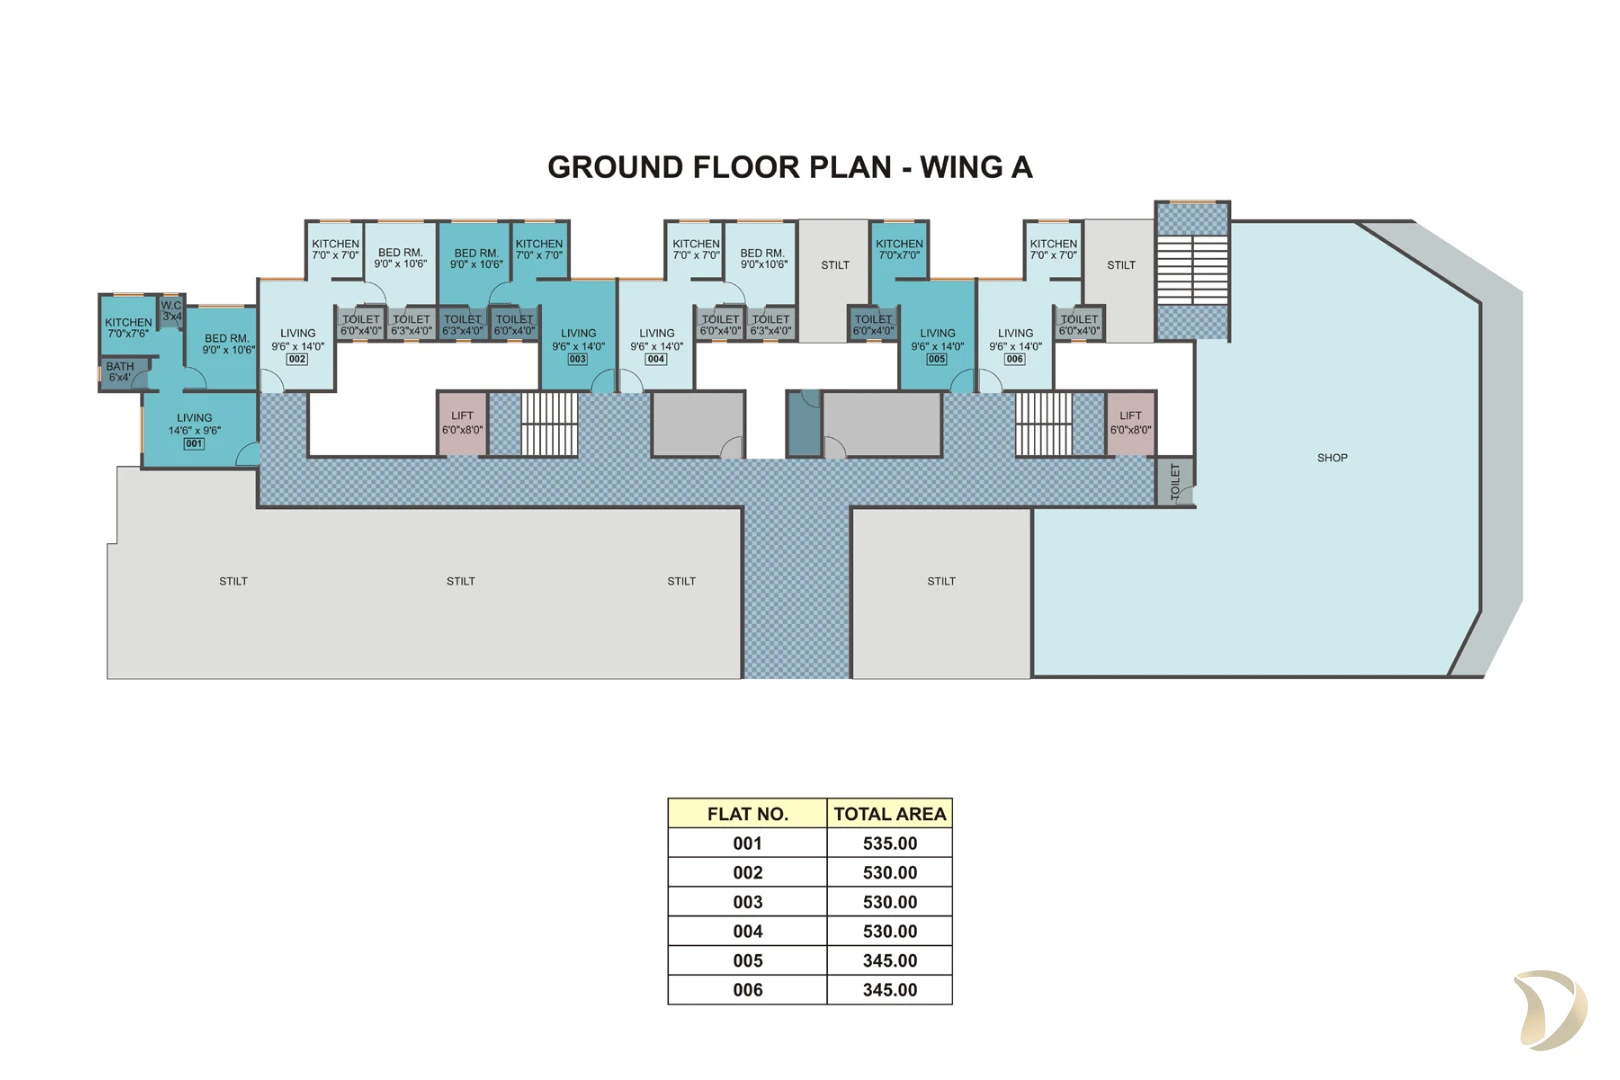 GROUND FLOOR PLAN - WING A
KITCHEN
7'0"x7'6"
W.C
3'x4'
BED RM.
9'0" x 10'6"
BATH
6'x4'
LIVING
14'6" x 9'6"
001
KITCHEN
7'0" x 7'0"
BED RM.
9'0" x 10'6"
TOILET
6'0"x4'0"
TOILET
6'3"x4'0"
LIVING
9'6" x 14'0"
002
BED RM.
9'0" x 10'6"
KITCHEN
7'0" x 7'0"
TOILET
6'3"x4'0"
TOILET
6'0"x4'0"
LIVING
9'6" x 14'0"
003
KITCHEN
7'0" x 7'0"
BED RM.
9'0"x10'6"
TOILET
6'0"x4'0"
TOILET
6'3"x4'0"
LIVING
9'6" x 14'0"
004
STILT
KITCHEN
7'0"x7'0"
TOILET
6'0"x4'0"
LIVING
9'6" x 14'0"
005
KITCHEN
7'0" x 7'0"
TOILET
6'0"x4'0"
LIVING
9'6" x 14'0"
006
STILT
LIFT
6'0"x8'0"
LIFT
6'0"x8'0"
TOILET
SHOP
STILT
STILT
STILT
STILT
FLAT NO. TOTAL AREA
001 535.00
002 530.00
003 530.00
004 530.00
005 345.00
006 345.00